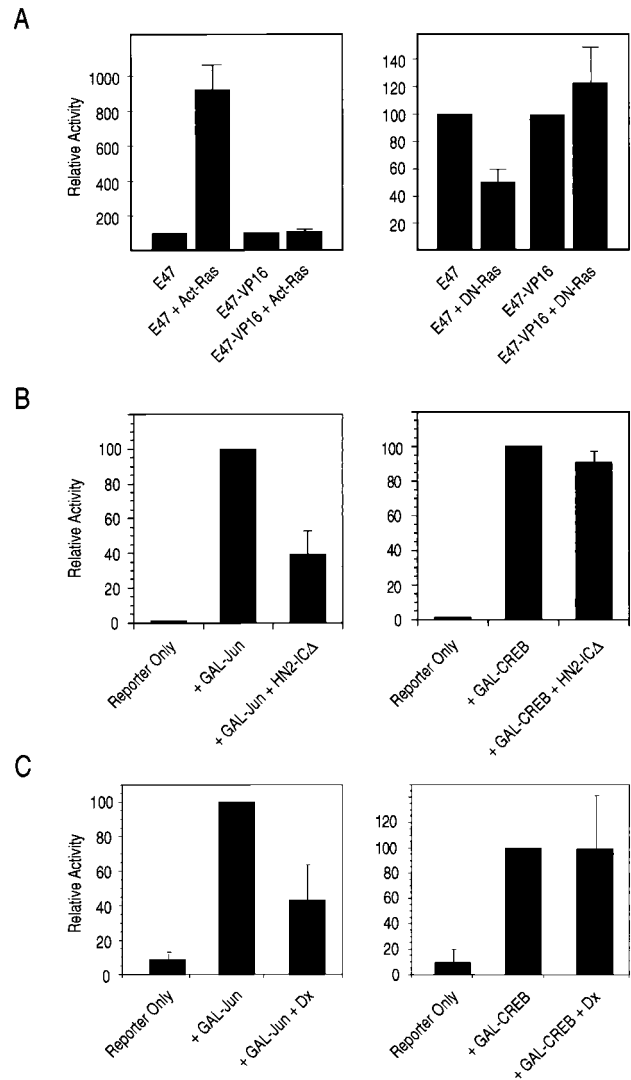 A
Relative Activity
1000
800
600
400
200
E47
E47 + Act-Ras
E47-VP16
E47-VP16 + Act-Ras
140
120
100
80
60
40
20
E47
E47 + DN-Ras
E47-VP16
E47-VP16 + DN-Ras
B
Relative Activity
100
80
60
40
20
0
Reporter Only
+ GAL-Jun
+ GAL-Jun + HN2-ICΔ
100
80
60
40
20
0
Reporter Only
+ GAL-CREB
+ GAL-CREB + HN2-ICΔ
C
Relative Activity
100
80
60
40
20
0
Reporter Only
+ GAL-Jun
+ GAL-Jun + Dx
120
100
80
60
40
20
0
Reporter Only
+ GAL-CREB
+ GAL-CREB + Dx